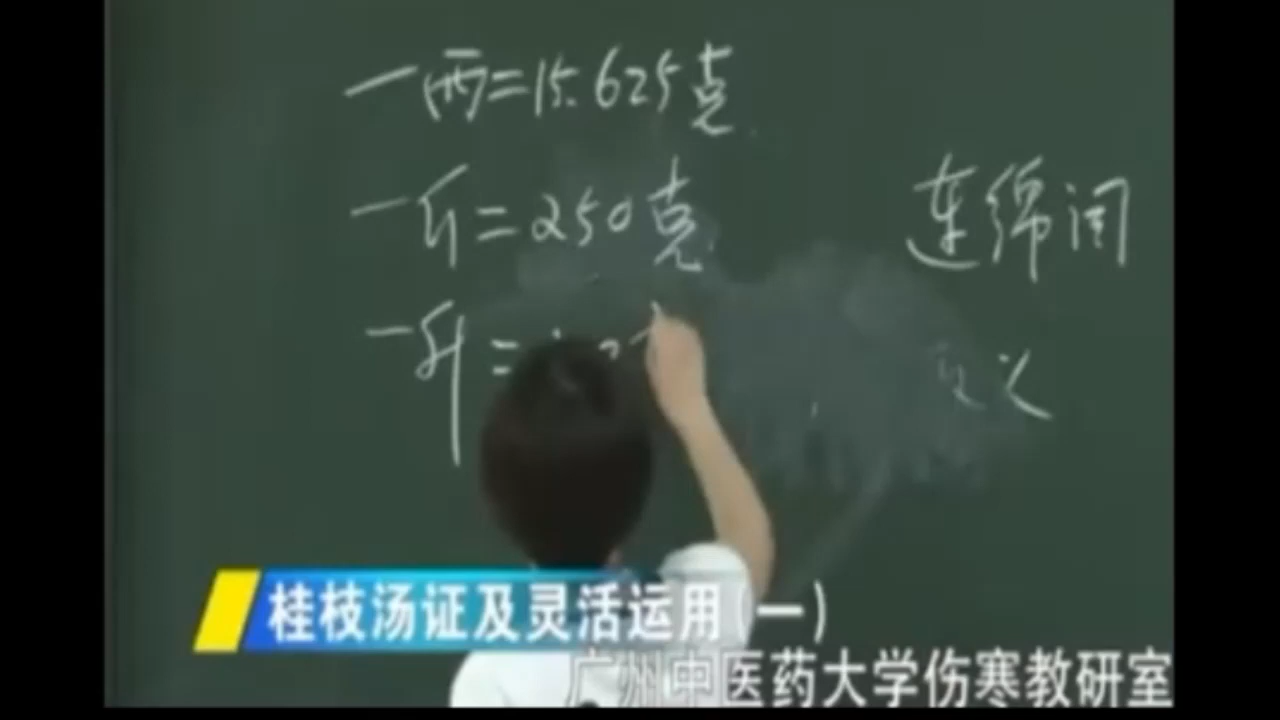 一两=15.625克
一斤=250克
连绵词
一升=
义
桂枝汤证及灵活运用(一)
广州中医药大学伤寒教研室